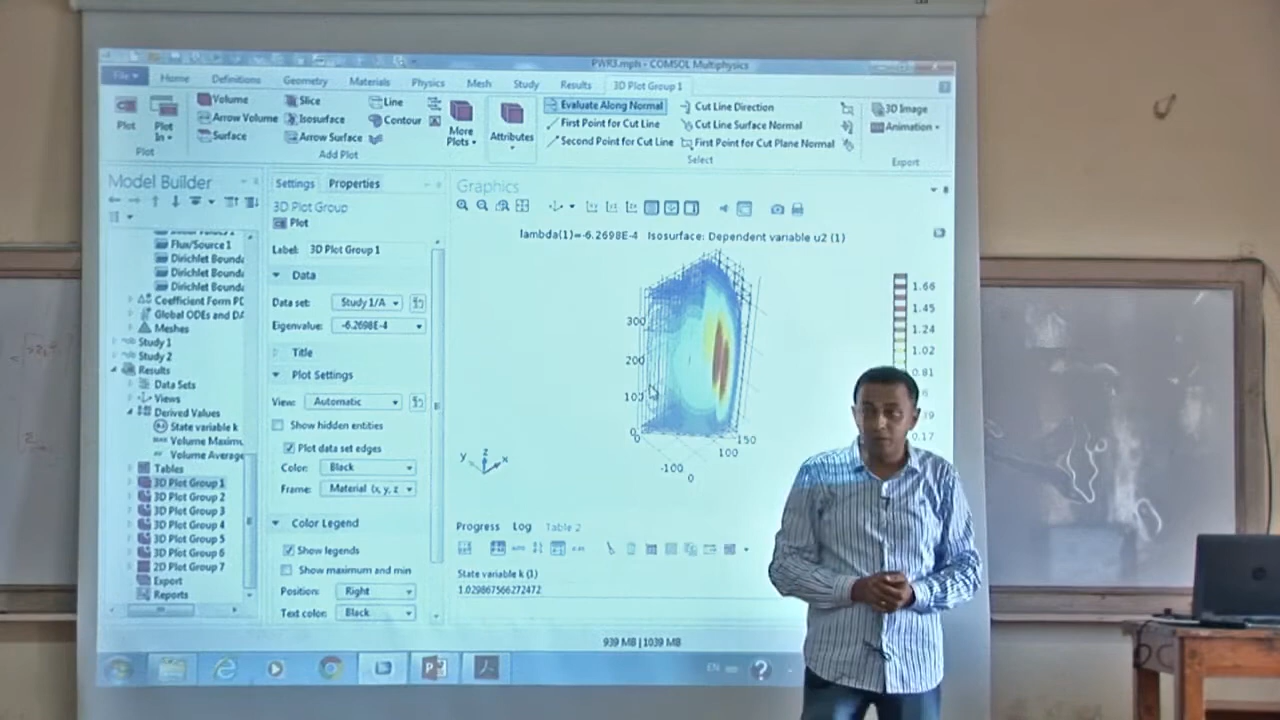 PWR3.mph - COMSOL Multiphysics
File Home Definitions Geometry Materials Physics Mesh Study Results 3D Plot Group 1
Plot
Plot In
Volume
Arrow Volume
Surface
Slice
Isosurface
Arrow Surface
Line
Contour
More Plots
Attributes
Evaluate Along Normal
First Point for Cut Line
Second Point for Cut Line
Cut Line Direction
Cut Line Surface Normal
First Point for Cut Plane Normal
3D Image
Animation
Plot
Add Plot
Select
Export
Model Builder
Flux/Source 1
Dirichlet Bounda
Dirichlet Bounda
Dirichlet Bounda
Coefficient Form PD
Global ODEs and DA
Meshes
Study 1
Study 2
Results
Data Sets
Views
Derived Values
State variable k
Volume Maximu
Volume Average
Tables
3D Plot Group 1
3D Plot Group 2
3D Plot Group 3
3D Plot Group 4
3D Plot Group 5
3D Plot Group 6
2D Plot Group 7
Export
Reports
Settings Properties
3D Plot Group
Plot
Label: 3D Plot Group 1
Data
Data set: Study 1/A
Eigenvalue: -6.2698E-4
Title
Plot Settings
View: Automatic
Show hidden entities
Plot data set edges
Color: Black
Frame: Material (x, y, z
Color Legend
Show legends
Show maximum and min
Position: Right
Text color: Black
Graphics
lambda(1)=-6.2698E-4 Isosurface: Dependent variable u2 (1)
300
200
100
0
0
-100
0
100
150
y z x
1.66
1.45
1.24
1.02
0.81
0.17
Progress Log Table 2
State variable k (1)
1.029867566272472
939 MB | 1039 MB
EN